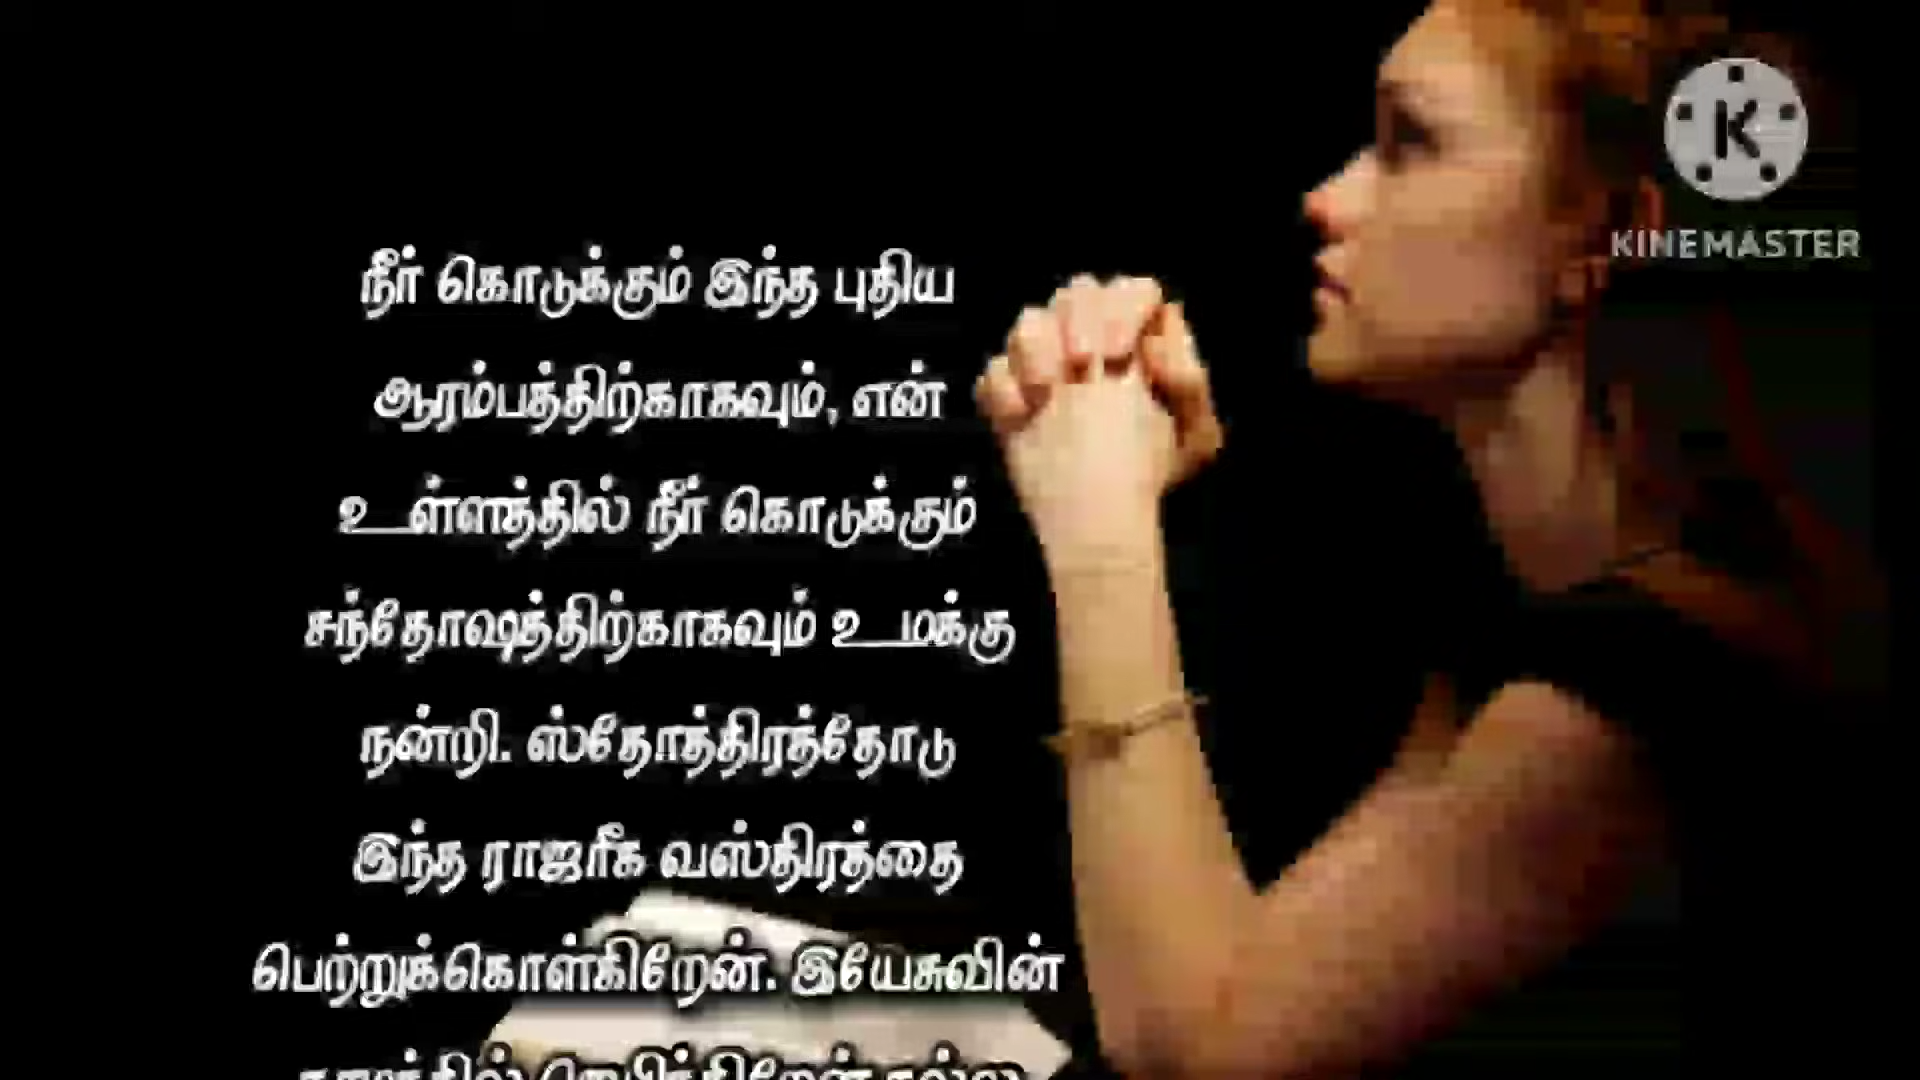 KINEMASTER
நீர் கொடுக்கும் இந்த புதிய
ஆரம்பத்திற்காகவும், என்
உள்ளத்தில் நீர் கொடுக்கும்
சந்தோஷத்திற்காகவும் உமக்கு
நன்றி. ஸ்தோத்திரத்தோடு
இந்த ராஜரீக வஸ்திரத்தை
பெற்றுக்கொள்கிறேன். இயேசுவின்